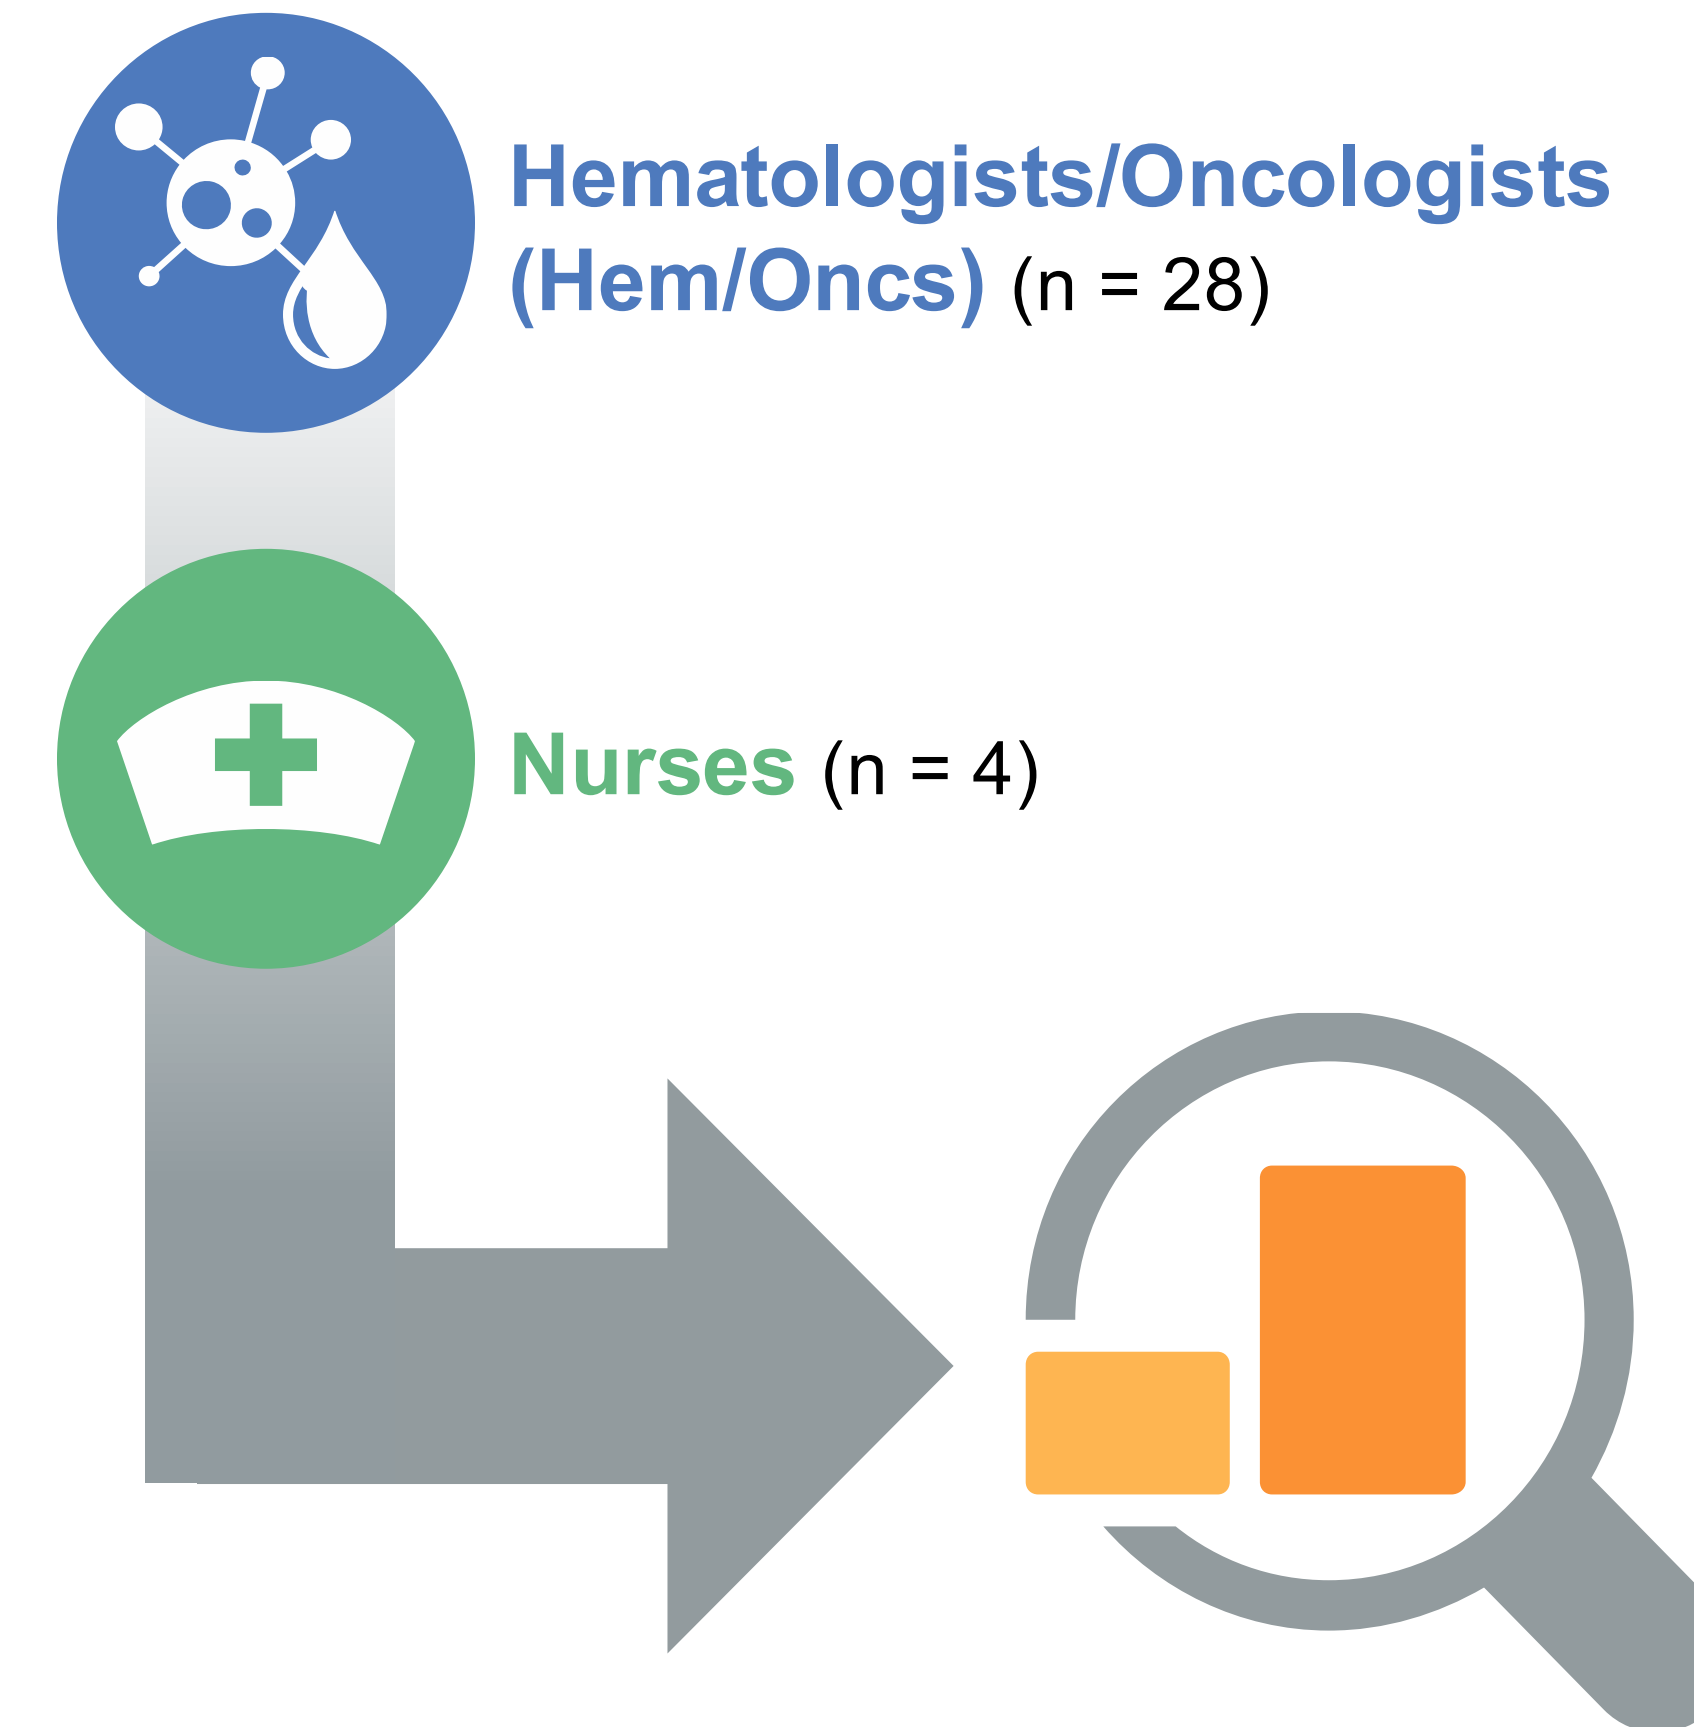 Hematologists/Oncologists
(Hem/Oncs) (n = 28)
Nurses (n = 4)